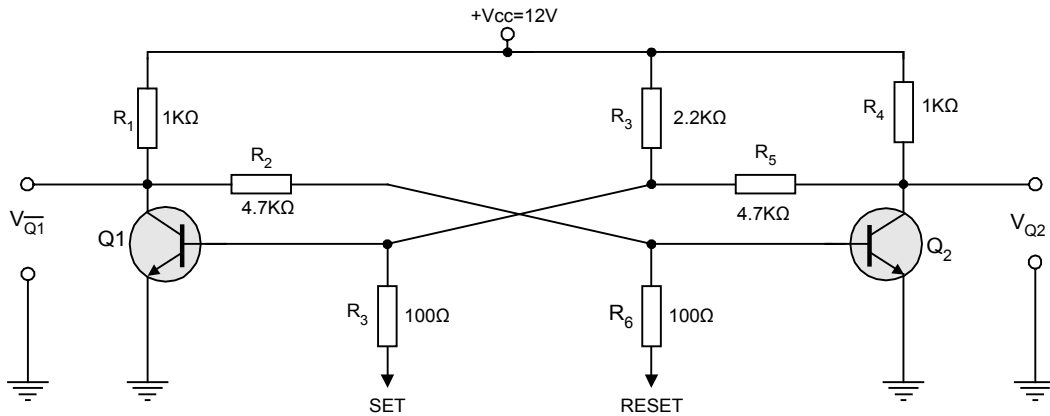 +Vcc=12V
R1
1KΩ
R3
2.2KΩ
R4
1KΩ
R2
4.7KΩ
R5
4.7KΩ
VQ1
Q1
Q2
VQ2
R3
100Ω
R6
100Ω
SET
RESET